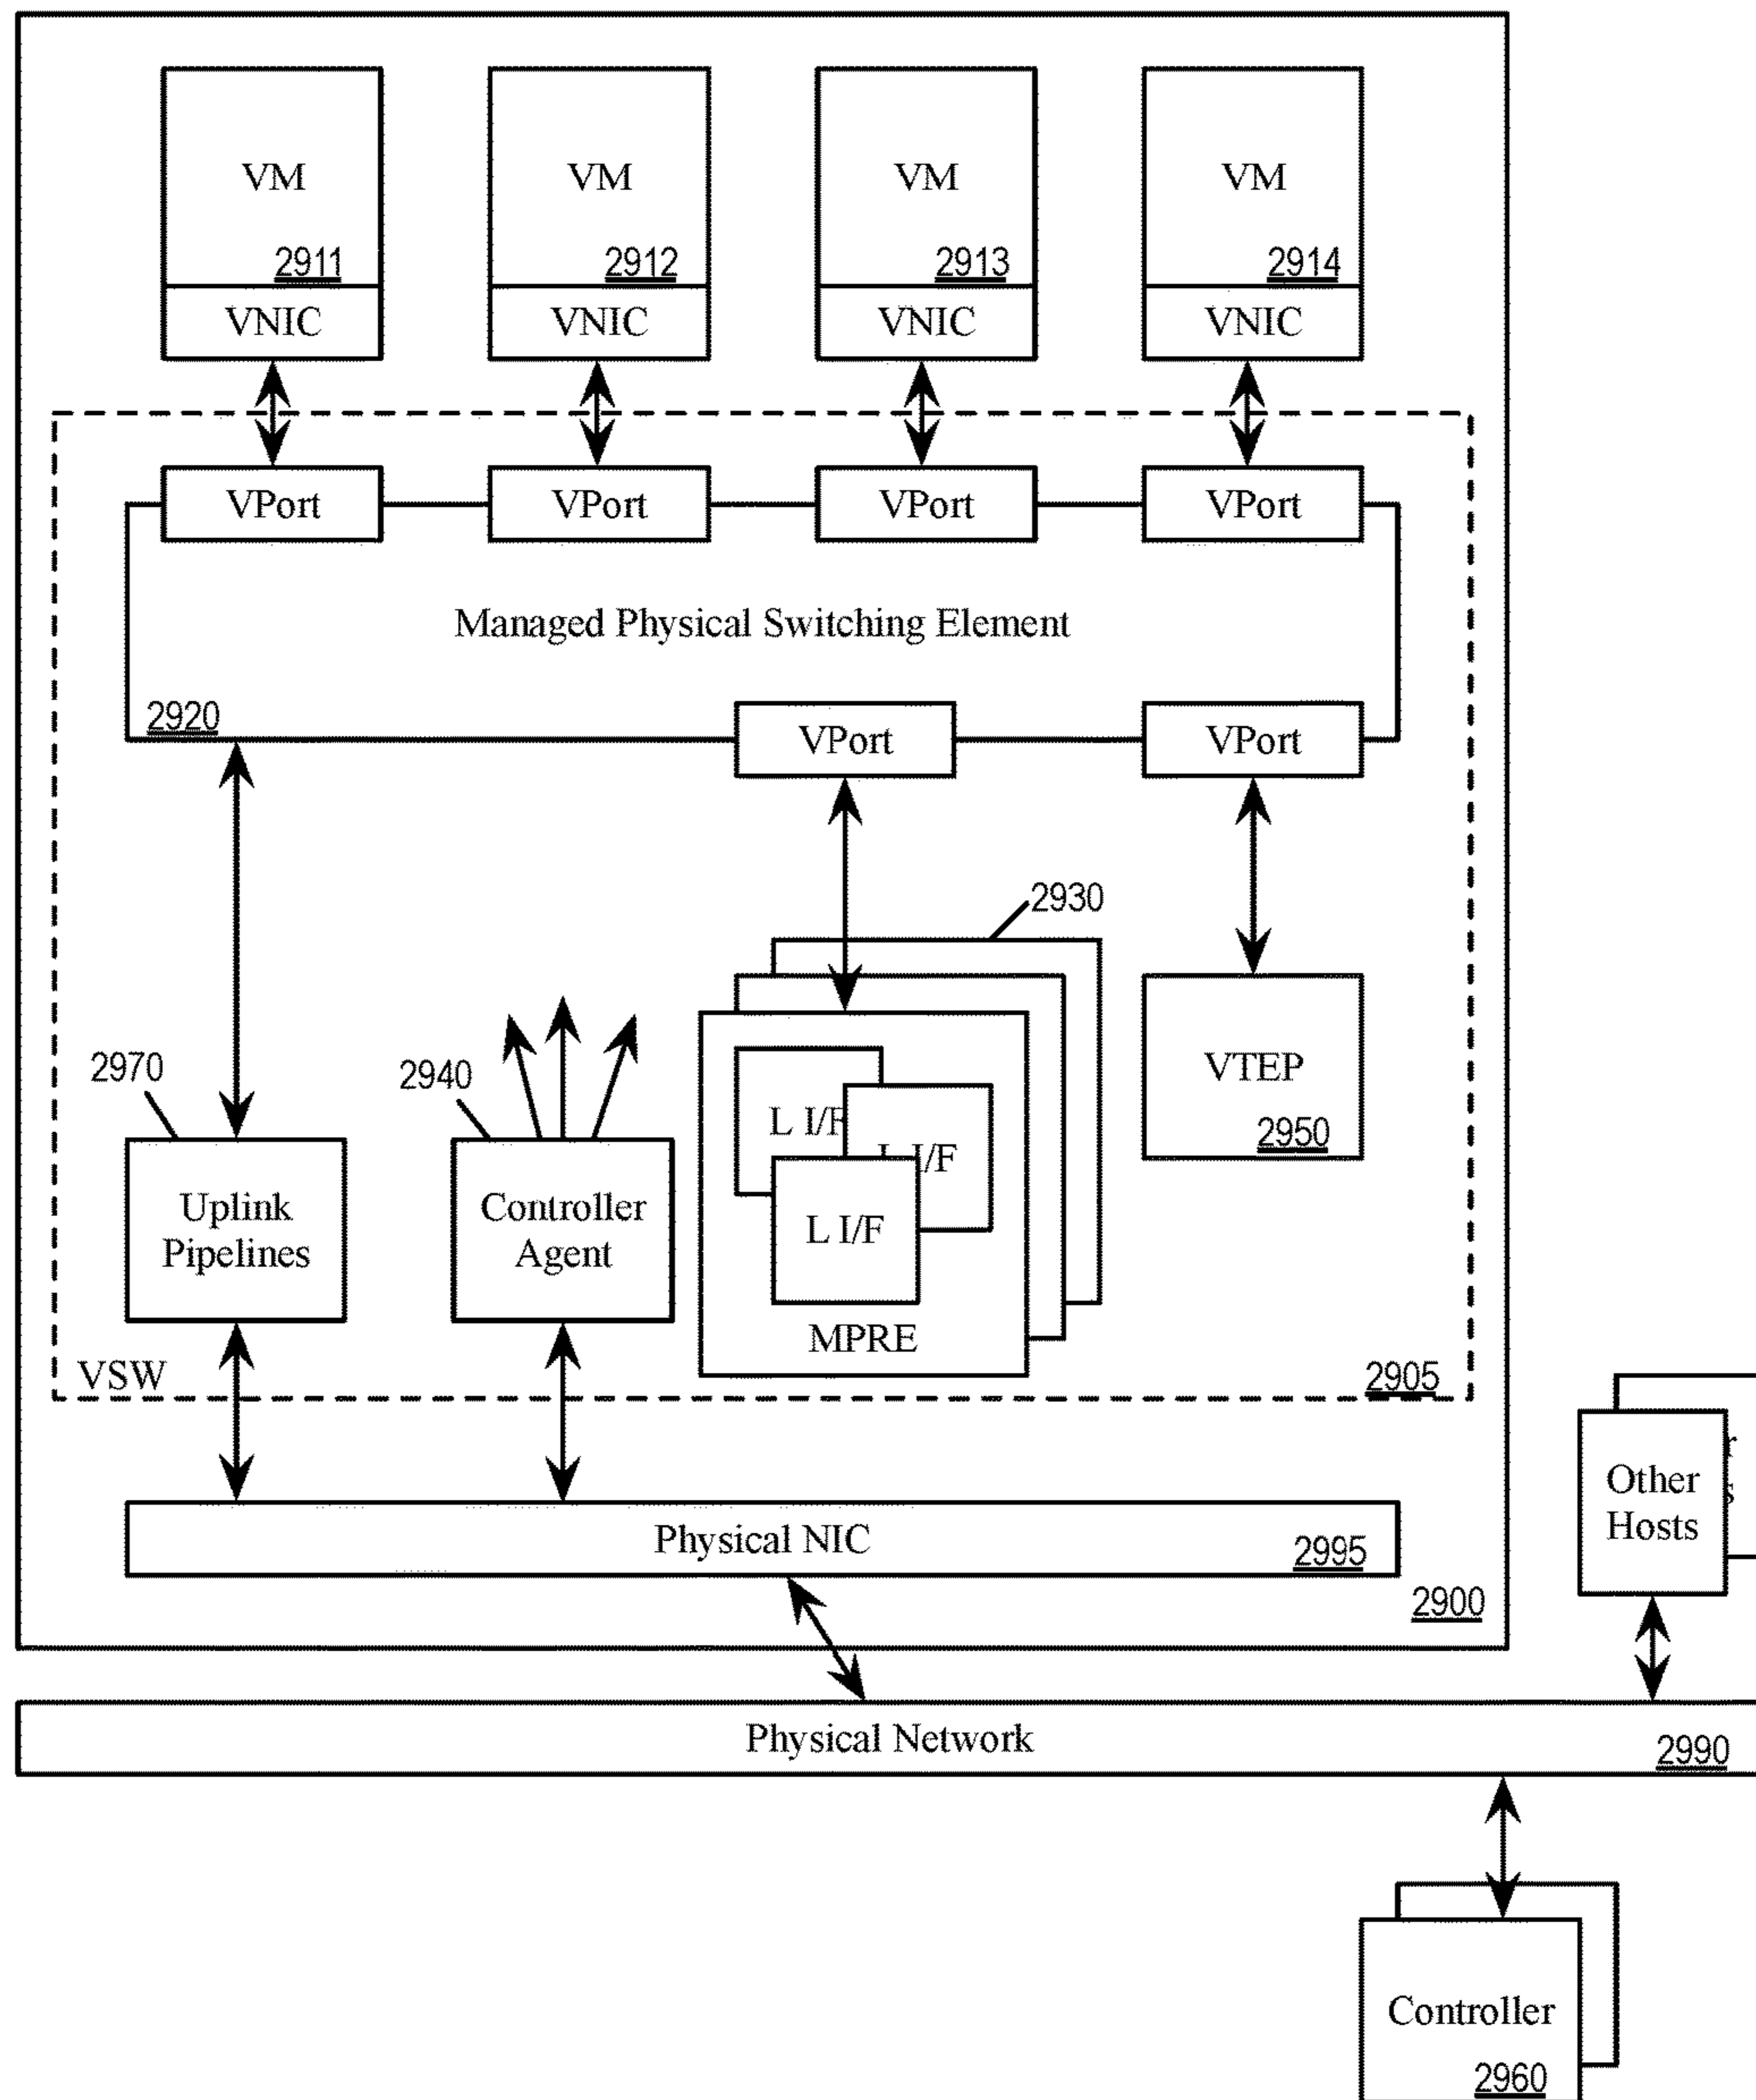 VM
2911
VNIC
VM
2912
VNIC
VM
2913
VNIC
VM
2914
VNIC
VPort
VPort
VPort
VPort
Managed Physical Switching Element
2920
VPort
VPort
2930
2970
2940
Uplink
Pipelines
Controller
Agent
L I/F
I/F
L I/F
MPRE
VTEP
2950
VSW
2905
Physical NIC
2995
2900
Other
Hosts
r
s
Physical Network
2990
Controller
2960